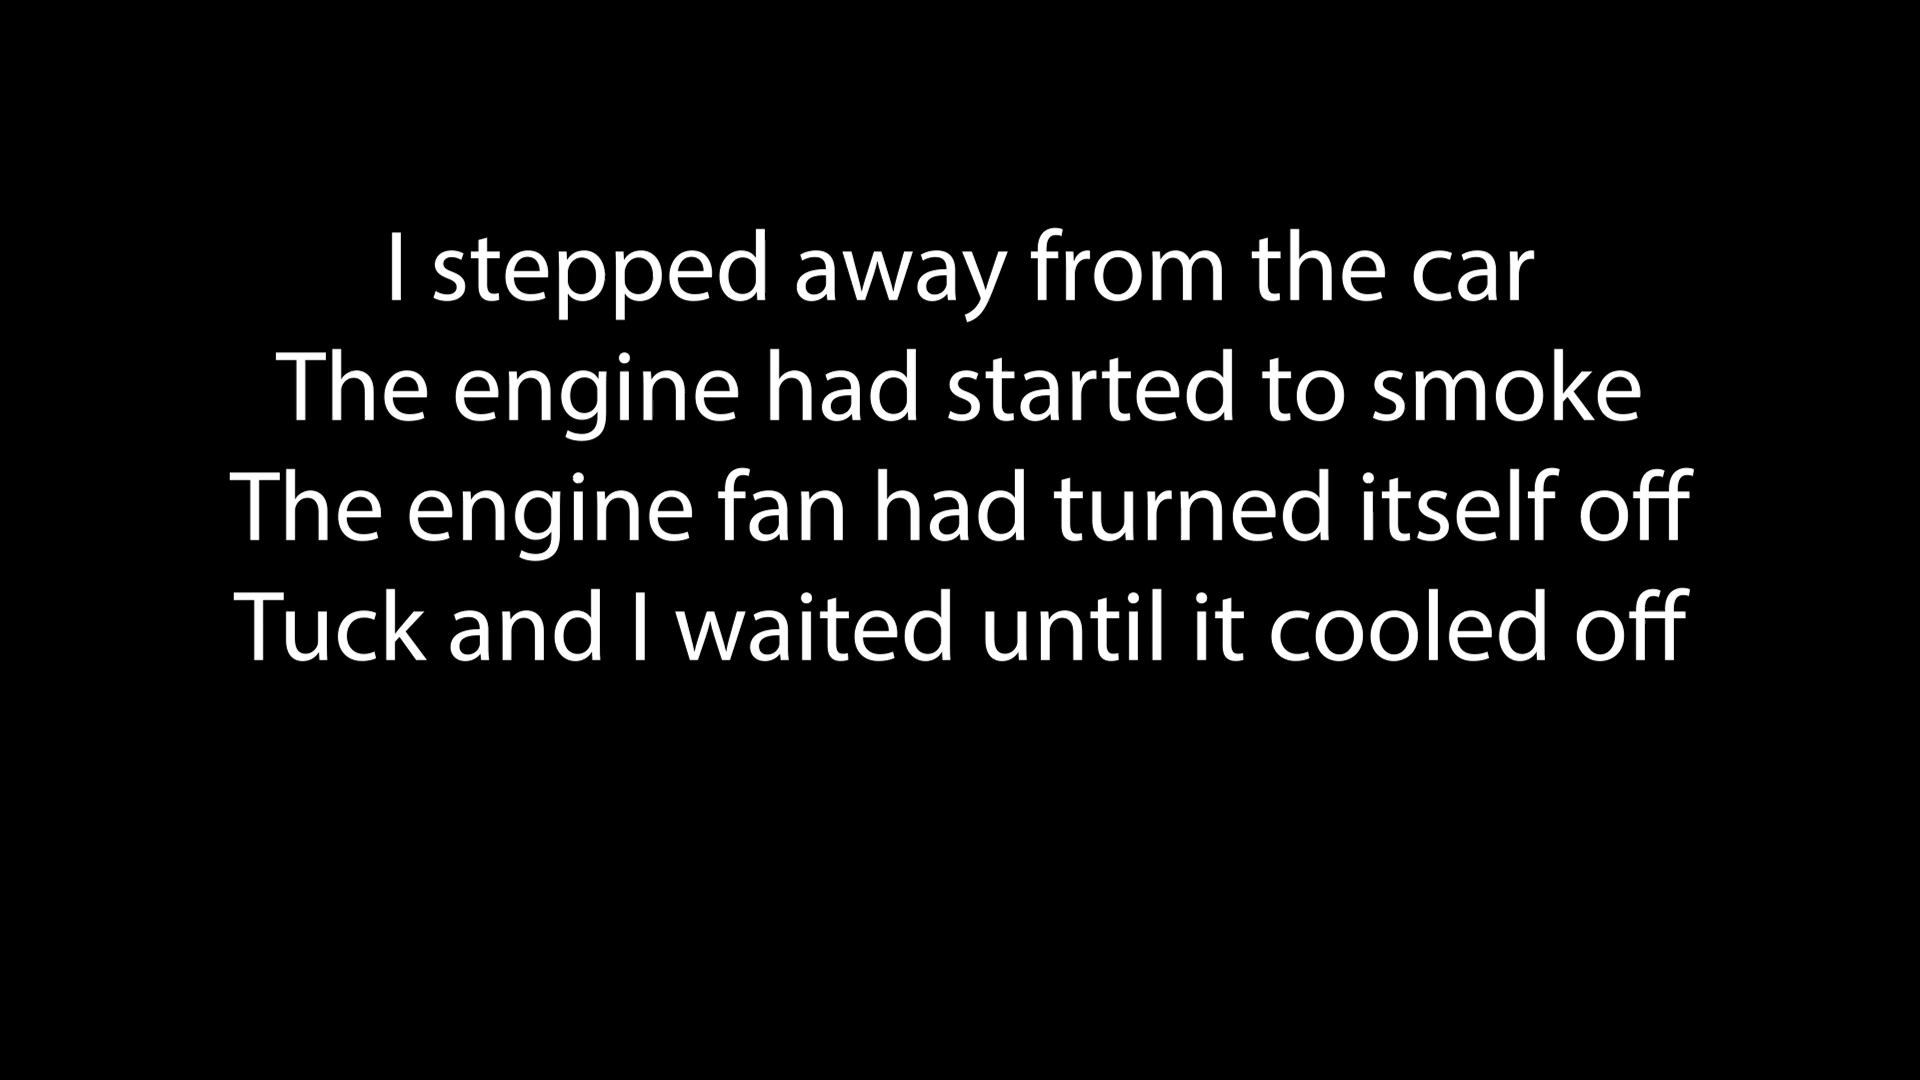 I stepped away from the car
The engine had started to smoke
The engine fan had turned itself off
Tuck and I waited until it cooled off